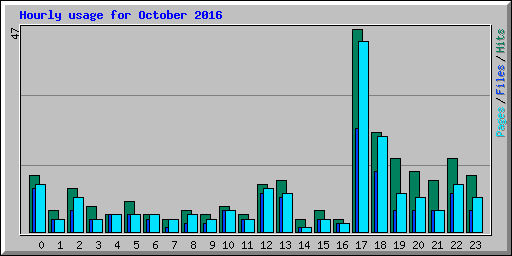 Hourly usage for October 2016
47
Pages/Files/Hits
0 1 2 3 4 5 6 7 8 9 10 11 12 13 14 15 16 17 18 19 20 21 22 23